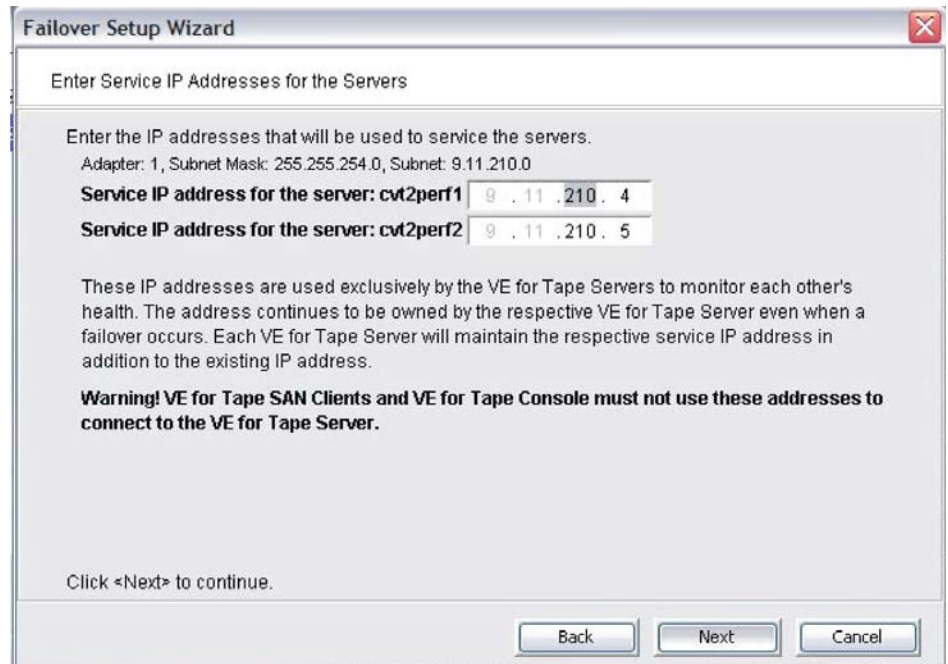 Failover Setup Wizard
Enter Service IP Addresses for the Servers
Enter the IP addresses that will be used to service the servers.
Adapter: 1, Subnet Mask: 255.255.254.0, Subnet: 9.11.210.0
Service IP address for the server: cvt2perf1 9 . 11 . 210 . 4
Service IP address for the server: cvt2perf2 9 . 11 . 210 . 5
These IP addresses are used exclusively by the VE for Tape Servers to monitor each other's
health. The address continues to be owned by the respective VE for Tape Server even when a
failover occurs. Each VE for Tape Server will maintain the respective service IP address in
addition to the existing IP address.
Warning! VE for Tape SAN Clients and VE for Tape Console must not use these addresses to
connect to the VE for Tape Server.
Click <Next> to continue.
Back Next Cancel